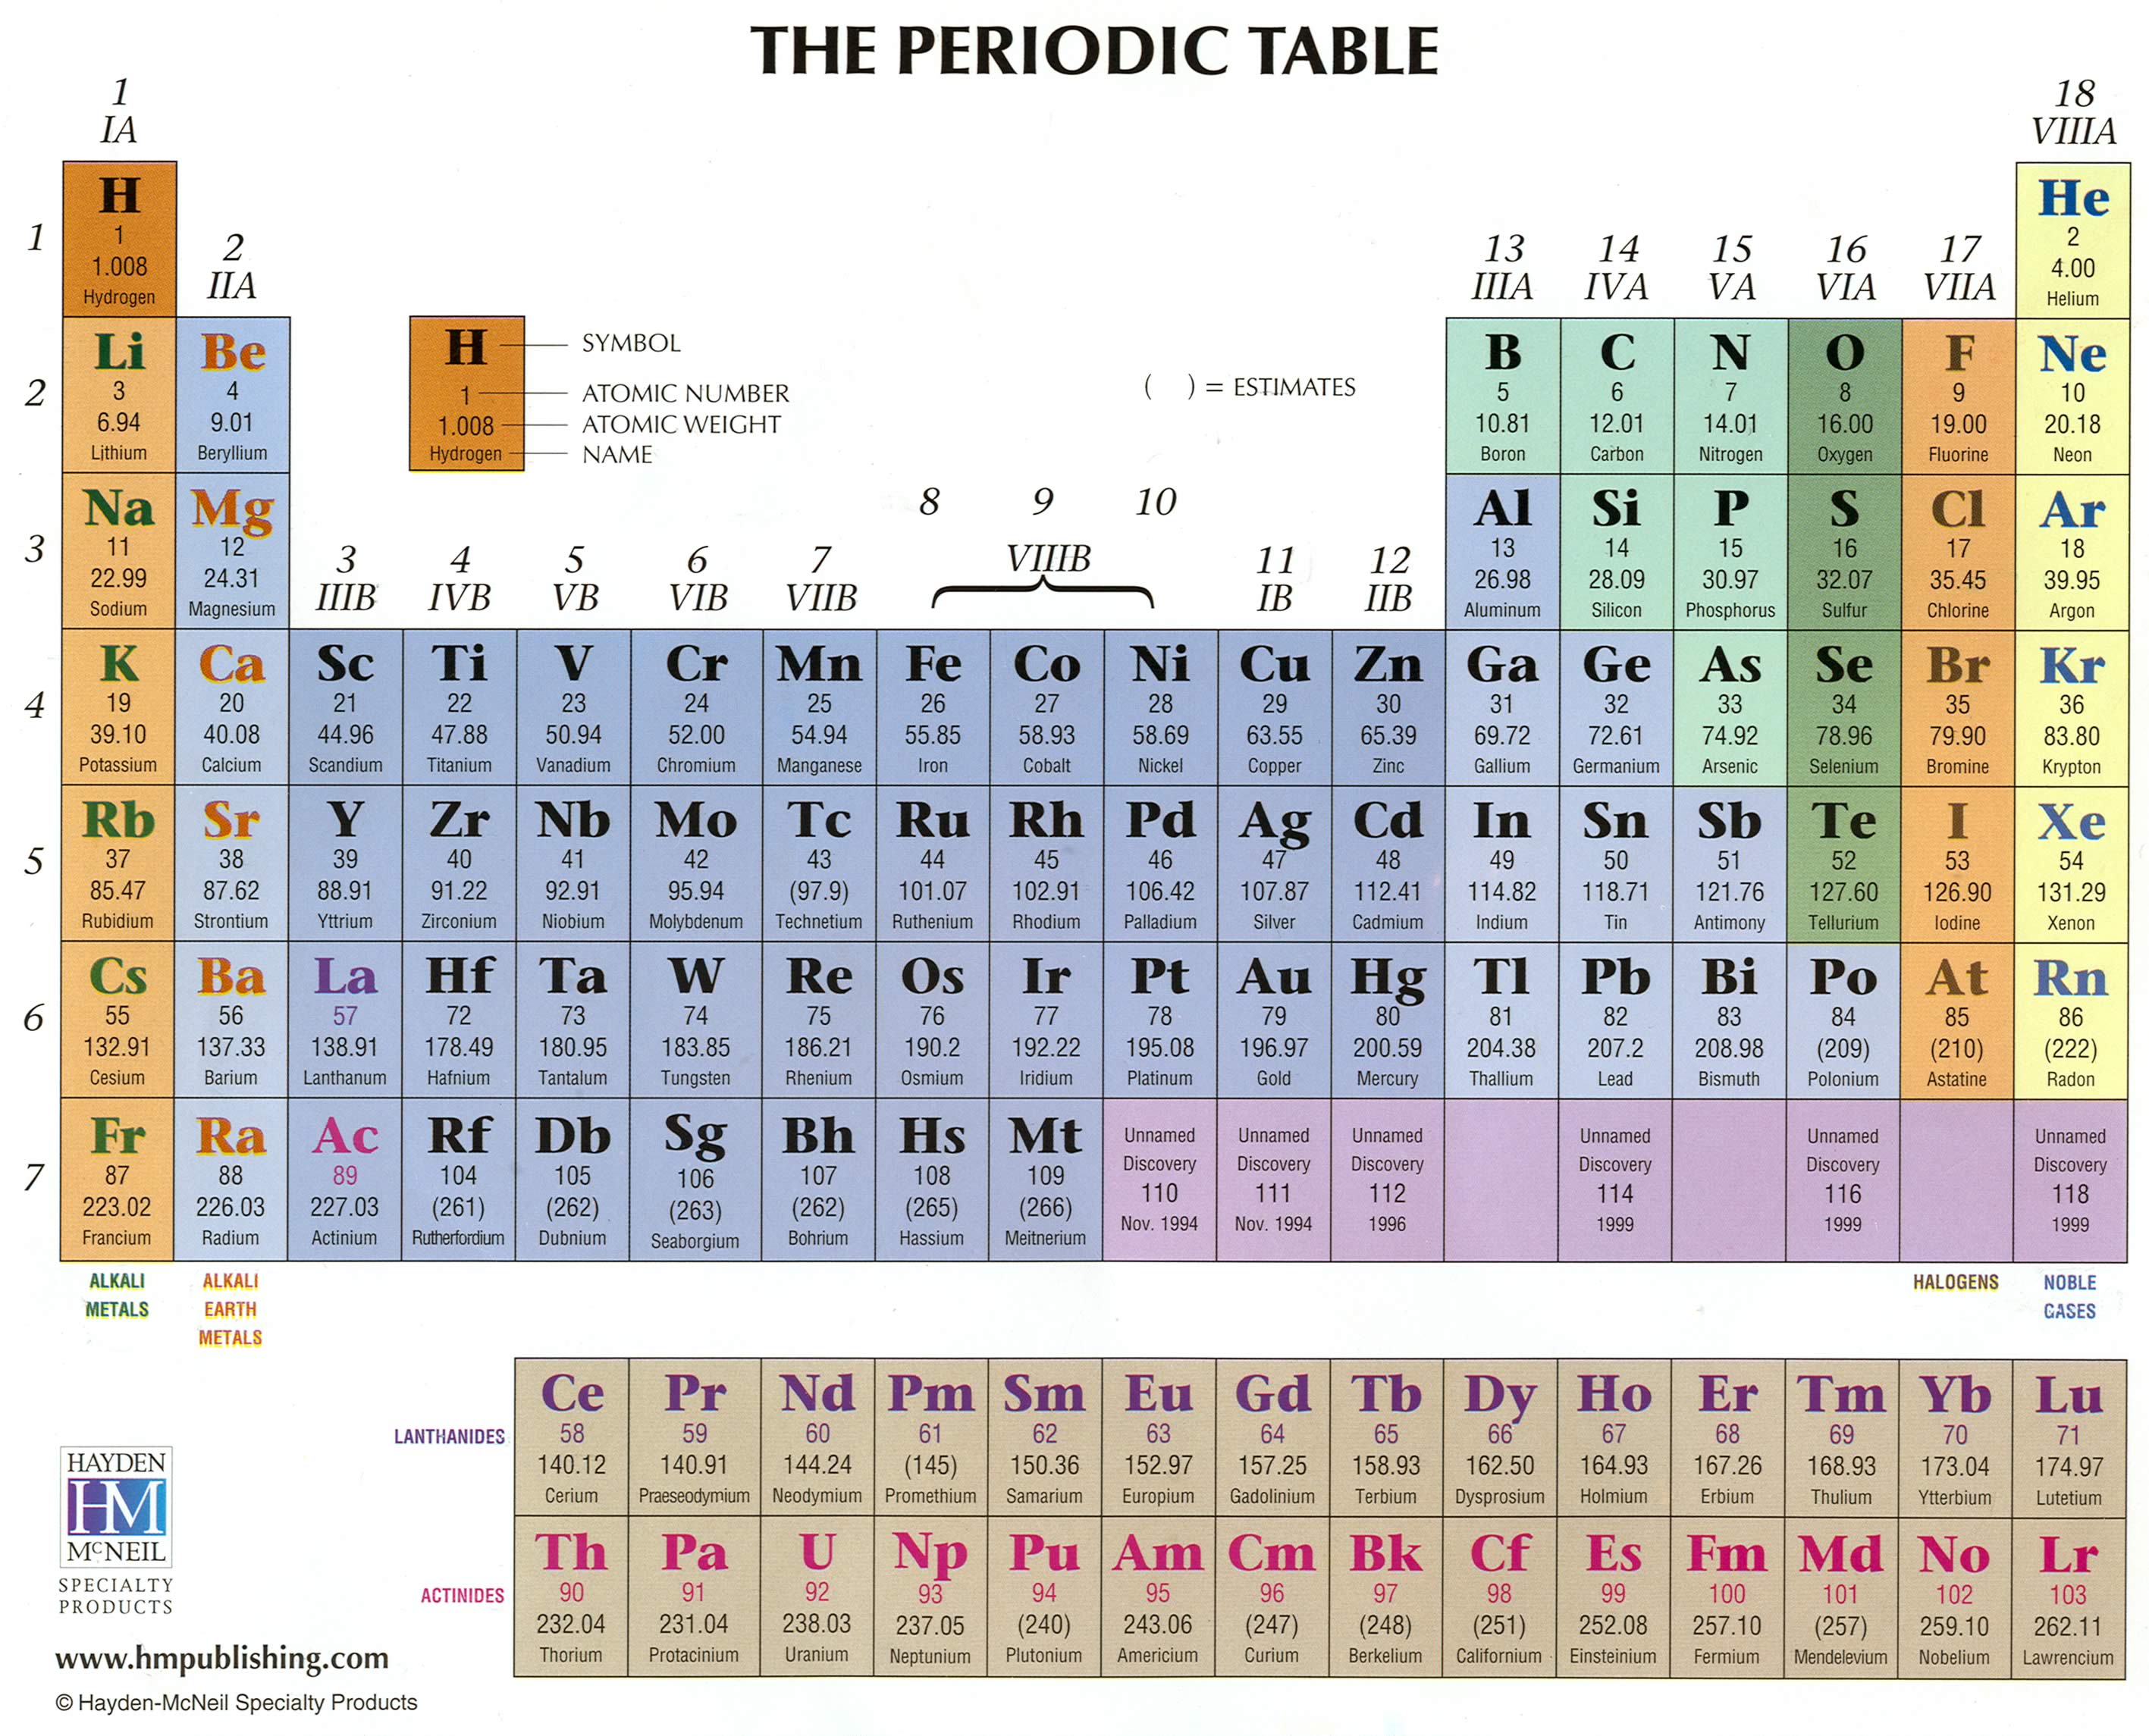 THE PERIODIC TABLE
1
IA
18
VIIIA
1
H
1
1.008
Hydrogen
2
IIA
13
IIIA
14
IVA
15
VA
16
VIA
17
VIIA
He
2
4.00
Helium
2
Li
3
6.94
Lithium
Be
4
9.01
Beryllium
H
1
1.008
Hydrogen
SYMBOL
ATOMIC NUMBER
ATOMIC WEIGHT
NAME
( ) = ESTIMATES
B
5
10.81
Boron
C
6
12.01
Carbon
N
7
14.01
Nitrogen
O
8
16.00
Oxygen
F
9
19.00
Fluorine
Ne
10
20.18
Neon
3
Na
11
22.99
Sodium
Mg
12
24.31
Magnesium
3
IIIB
4
IVB
5
VB
6
VIB
7
VIIB
8
9
10
VIIIB
11
IB
12
IIB
Al
13
26.98
Aluminum
Si
14
28.09
Silicon
P
15
30.97
Phosphorus
S
16
32.07
Sulfur
Cl
17
35.45
Chlorine
Ar
18
39.95
Argon
4
K
19
39.10
Potassium
Ca
20
40.08
Calcium
Sc
21
44.96
Scandium
Ti
22
47.88
Titanium
V
23
50.94
Vanadium
Cr
24
52.00
Chromium
Mn
25
54.94
Manganese
Fe
26
55.85
Iron
Co
27
58.93
Cobalt
Ni
28
58.69
Nickel
Cu
29
63.55
Copper
Zn
30
65.39
Zinc
Ga
31
69.72
Gallium
Ge
32
72.61
Germanium
As
33
74.92
Arsenic
Se
34
78.96
Selenium
Br
35
79.90
Bromine
Kr
36
83.80
Krypton
5
Rb
37
85.47
Rubidium
Sr
38
87.62
Strontium
Y
39
88.91
Yttrium
Zr
40
91.22
Zirconium
Nb
41
92.91
Niobium
Mo
42
95.94
Molybdenum
Tc
43
(97.9)
Technetium
Ru
44
101.07
Ruthenium
Rh
45
102.91
Rhodium
Pd
46
106.42
Palladium
Ag
47
107.87
Silver
Cd
48
112.41
Cadmium
In
49
114.82
Indium
Sn
50
118.71
Tin
Sb
51
121.76
Antimony
Te
52
127.60
Tellurium
I
53
126.90
Iodine
Xe
54
131.29
Xenon
6
Cs
55
132.91
Cesium
Ba
56
137.33
Barium
La
57
138.91
Lanthanum
Hf
72
178.49
Hafnium
Ta
73
180.95
Tantalum
W
74
183.85
Tungsten
Re
75
186.21
Rhenium
Os
76
190.2
Osmium
Ir
77
192.22
Iridium
Pt
78
195.08
Platinum
Au
79
196.97
Gold
Hg
80
200.59
Mercury
Tl
81
204.38
Thallium
Pb
82
207.2
Lead
Bi
83
208.98
Bismuth
Po
84
(209)
Polonium
At
85
(210)
Astatine
Rn
86
(222)
Radon
7
Fr
87
223.02
Francium
Ra
88
226.03
Radium
Ac
89
227.03
Actinium
Rf
104
(261)
Rutherfordium
Db
105
(262)
Dubnium
Sg
106
(263)
Seaborgium
Bh
107
(262)
Bohrium
Hs
108
(265)
Hassium
Mt
109
(266)
Meitnerium
Unnamed
Discovery
110
Nov. 1994
Unnamed
Discovery
111
Nov. 1994
Unnamed
Discovery
112
1996
Unnamed
Discovery
114
1999
Unnamed
Discovery
116
1999
Unnamed
Discovery
118
1999
ALKALI
METALS
ALKALI
EARTH
METALS
HALOGENS
NOBLE
GASES
LANTHANIDES
Ce
58
140.12
Cerium
Pr
59
140.91
Praeseodymium
Nd
60
144.24
Neodymium
Pm
61
(145)
Promethium
Sm
62
150.36
Samarium
Eu
63
152.97
Europium
Gd
64
157.25
Gadolinium
Tb
65
158.93
Terbium
Dy
66
162.50
Dysprosium
Ho
67
164.93
Holmium
Er
68
167.26
Erbium
Tm
69
168.93
Thulium
Yb
70
173.04
Ytterbium
Lu
71
174.97
Lutetium
ACTINIDES
Th
90
232.04
Thorium
Pa
91
231.04
Protacinium
U
92
238.03
Uranium
Np
93
237.05
Neptunium
Pu
94
(240)
Plutonium
Am
95
243.06
Americium
Cm
96
(247)
Curium
Bk
97
(248)
Berkelium
Cf
98
(251)
Californium
Es
99
252.08
Einsteinium
Fm
100
257.10
Fermium
Md
101
(257)
Mendelevium
No
102
259.10
Nobelium
Lr
103
262.11
Lawrencium
HAYDEN
HM
McNEIL
SPECIALTY
PRODUCTS
www.hmpublishing.com
© Hayden-McNeil Specialty Products